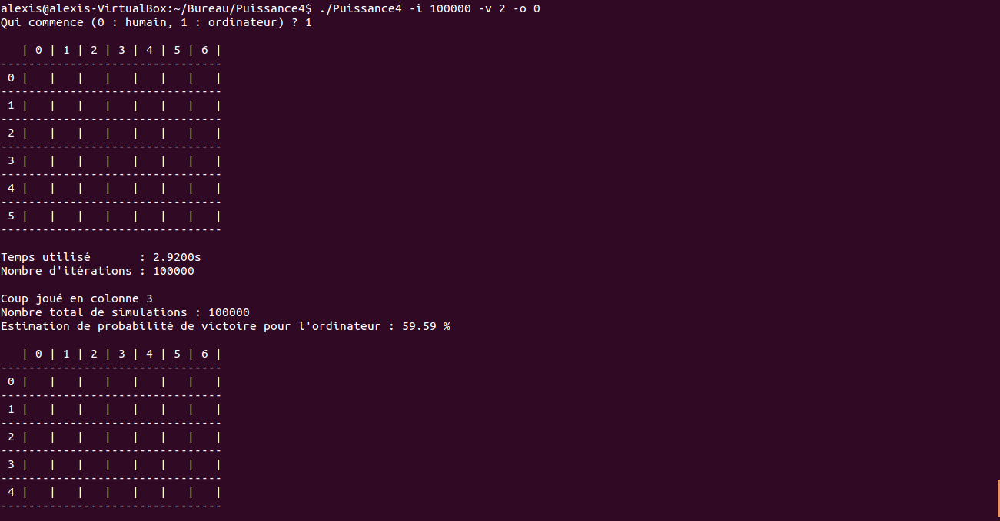 alexis@alexis-VirtualBox:~/Bureau/Puissance4$ ./Puissance4 -i 100000 -v 2 -o 0
Qui commence (0 : humain, 1 : ordinateur) ? 1
   | 0 | 1 | 2 | 3 | 4 | 5 | 6 |
--------------------------------
 0 |   |   |   |   |   |   |   |
--------------------------------
 1 |   |   |   |   |   |   |   |
--------------------------------
 2 |   |   |   |   |   |   |   |
--------------------------------
 3 |   |   |   |   |   |   |   |
--------------------------------
 4 |   |   |   |   |   |   |   |
--------------------------------
 5 |   |   |   |   |   |   |   |
--------------------------------
Temps utilisé       : 2.9200s
Nombre d'itérations : 100000
Coup joué en colonne 3
Nombre total de simulations : 100000
Estimation de probabilité de victoire pour l'ordinateur : 59.59 %
   | 0 | 1 | 2 | 3 | 4 | 5 | 6 |
--------------------------------
 0 |   |   |   |   |   |   |   |
--------------------------------
 1 |   |   |   |   |   |   |   |
--------------------------------
 2 |   |   |   |   |   |   |   |
--------------------------------
 3 |   |   |   |   |   |   |   |
--------------------------------
 4 |   |   |   |   |   |   |   |
--------------------------------